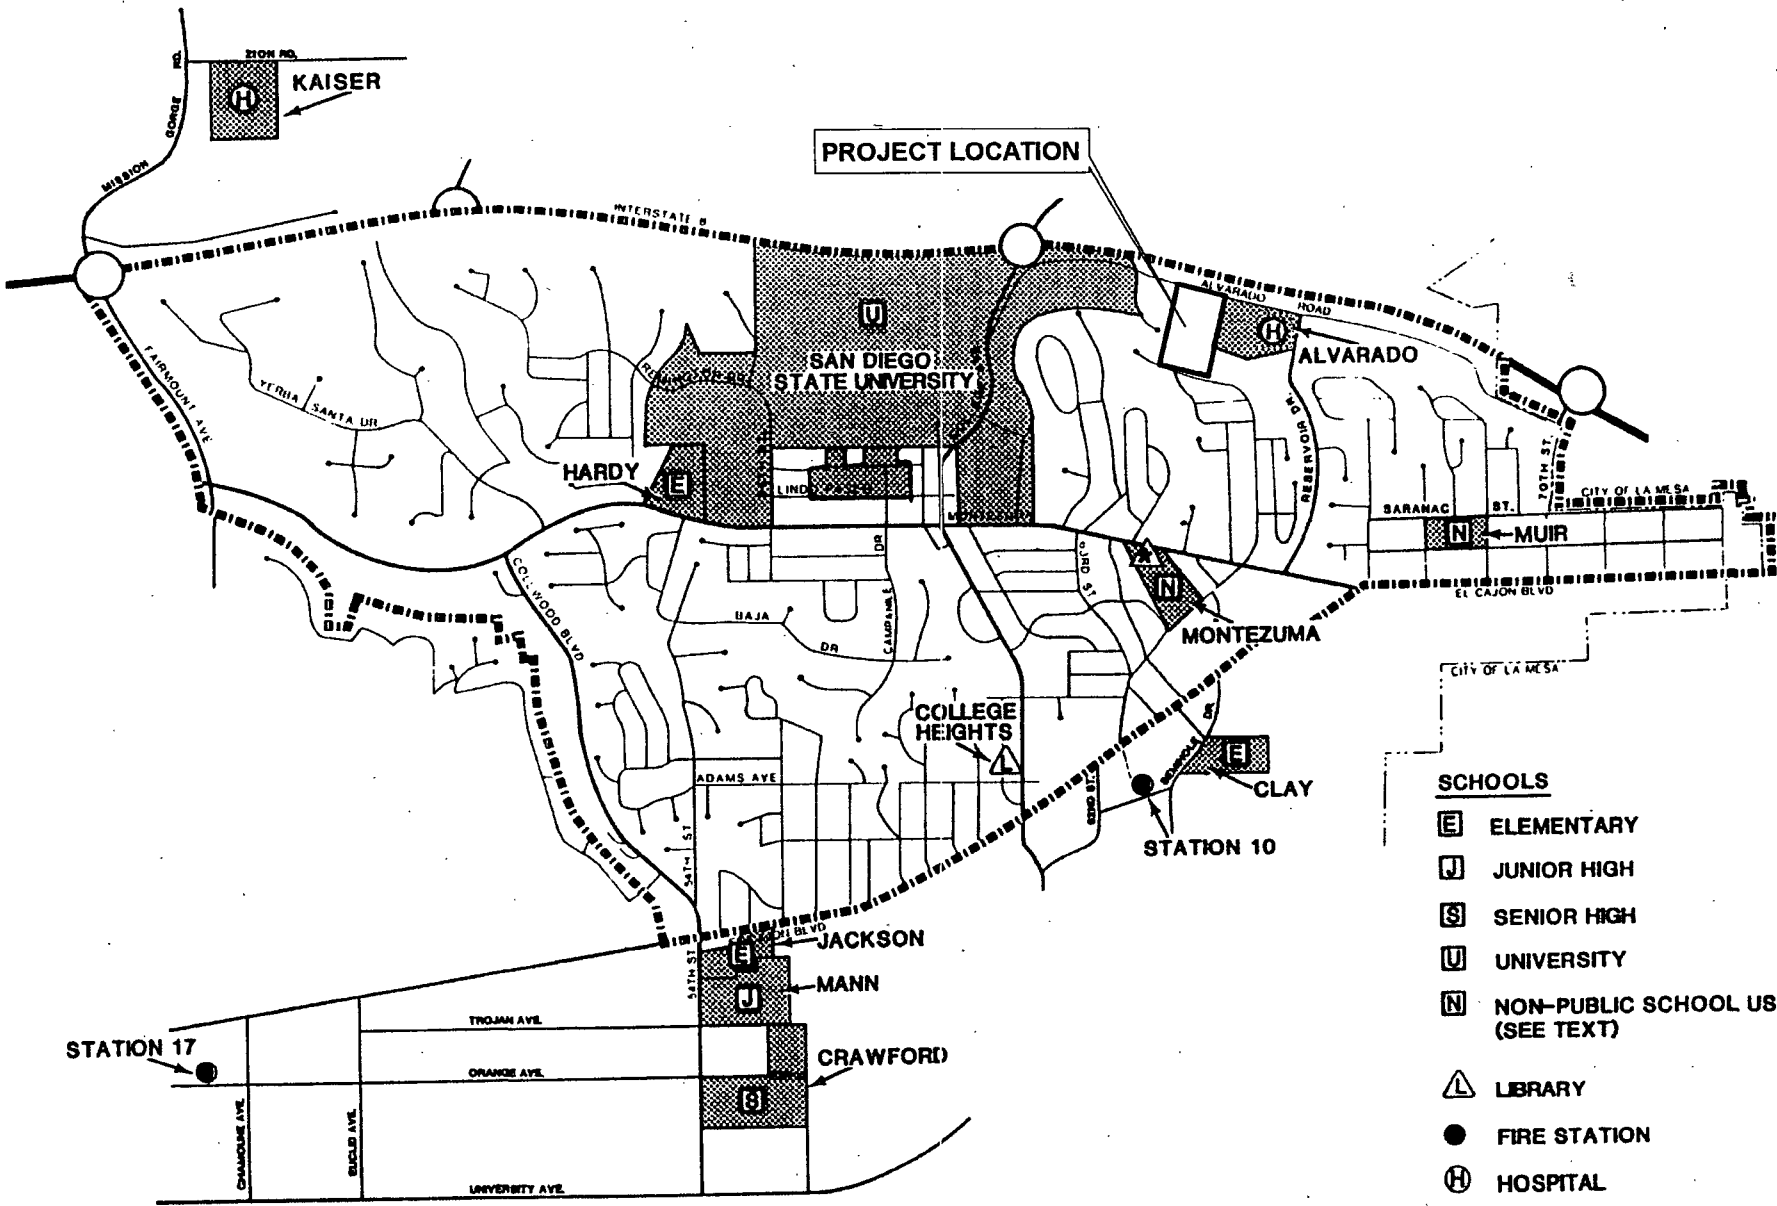 ZION RD.
KAISER
H
GORGE
RD.
MISSION
PROJECT LOCATION
INTERSTATE 8
ALVARADO
ROAD
H
ALVARADO
U
SAN DIEGO
STATE UNIVERSITY
FAIRMOUNT AVE
YERBA SANTA DR
HARDY
E
RESERVOIR DR.
70TH ST.
CITY OF LA MESA
SARANAC ST.
N
MUIR
EL CAJON BLVD
CITY OF LA MESA
N
MONTEZUMA
COLLWOOD BLVD
BAJA
DR
CAMPANILE
DR
COLLEGE
HEIGHTS
L
ADAMS AVE
54TH ST
DR
E
CLAY
STATION 10
BLVD
E
JACKSON
54TH ST
J
MANN
TROJAN AVE.
STATION 17
ORANGE AVE.
CRAWFORD
S
CHAMOUNE AVE.
EUCLID AVE.
UNIVERSITY AVE.
SCHOOLS
E ELEMENTARY
J JUNIOR HIGH
S SENIOR HIGH
U UNIVERSITY
N NON-PUBLIC SCHOOL US
(SEE TEXT)
L LIBRARY
FIRE STATION
H HOSPITAL